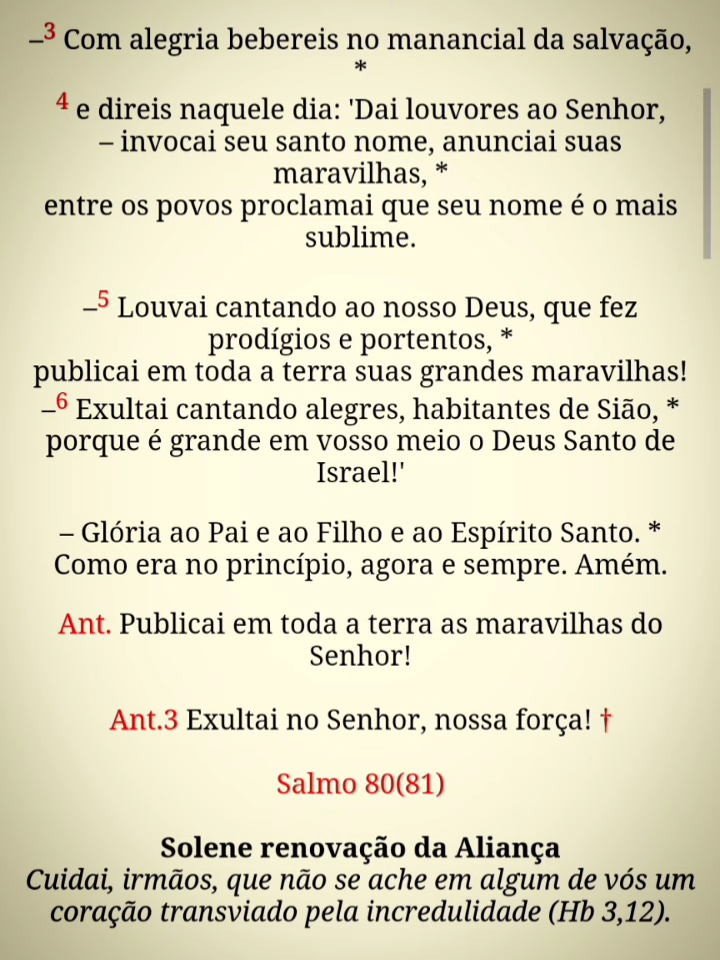 –3 Com alegria bebereis no manancial da salvação,
*
4 e direis naquele dia: 'Dai louvores ao Senhor,
– invocai seu santo nome, anunciai suas
maravilhas, *
entre os povos proclamai que seu nome é o mais
sublime.
–5 Louvai cantando ao nosso Deus, que fez
prodígios e portentos, *
publicai em toda a terra suas grandes maravilhas!
–6 Exultai cantando alegres, habitantes de Sião, *
porque é grande em vosso meio o Deus Santo de
Israel!'
– Glória ao Pai e ao Filho e ao Espírito Santo. *
Como era no princípio, agora e sempre. Amém.
Ant. Publicai em toda a terra as maravilhas do
Senhor!
Ant.3 Exultai no Senhor, nossa força! †
Salmo 80(81)
Solene renovação da Aliança
Cuidai, irmãos, que não se ache em algum de vós um
coração transviado pela incredulidade (Hb 3,12).